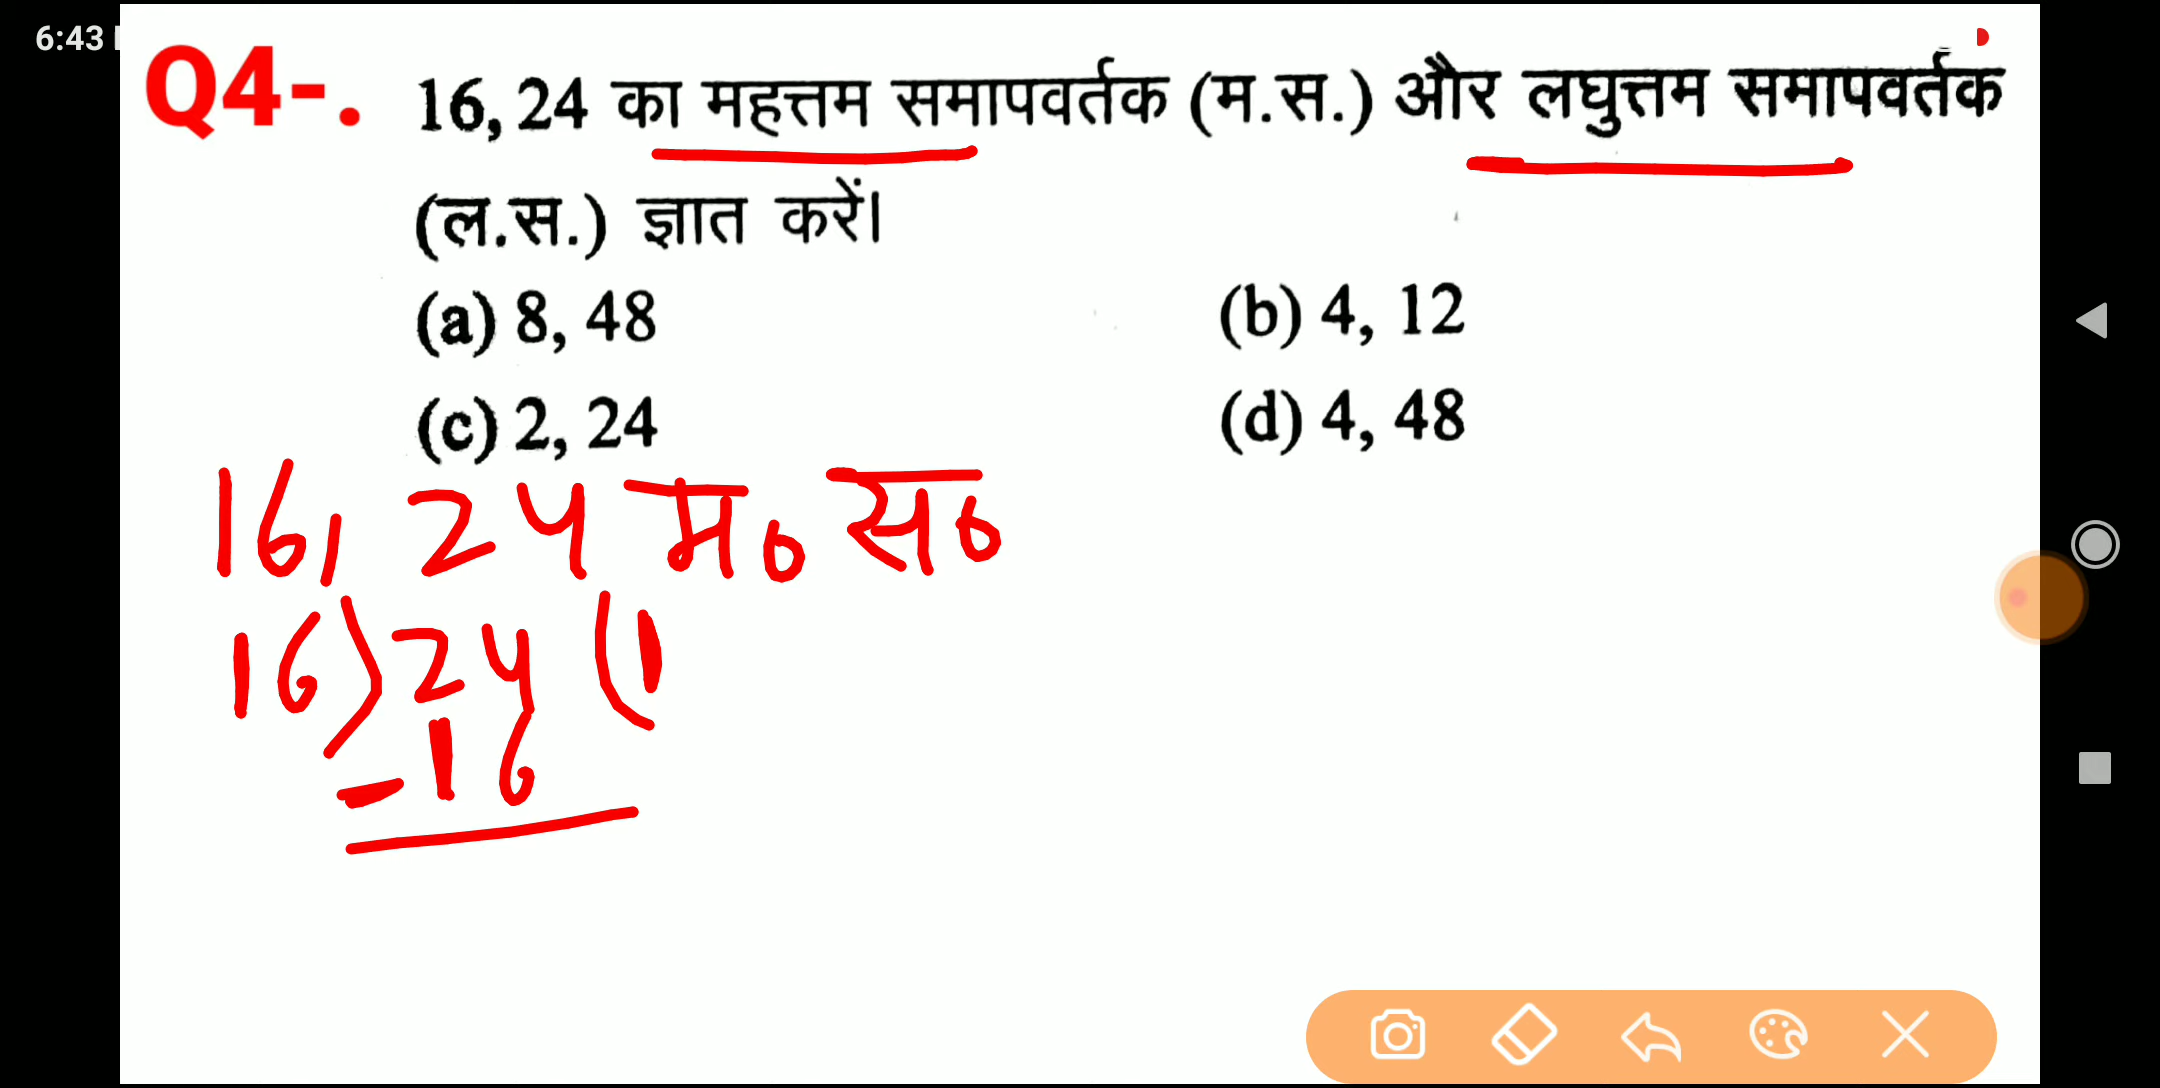 6:43
Q4-. 16, 24 का महत्तम समापवर्तक (म.स.) और लघुत्तम समापवर्तक
(ल.स.) ज्ञात करें।
(a) 8, 48 (b) 4, 12
(c) 2, 24 (d) 4, 48
16, 24 म० स०
16) 24 (1
-16